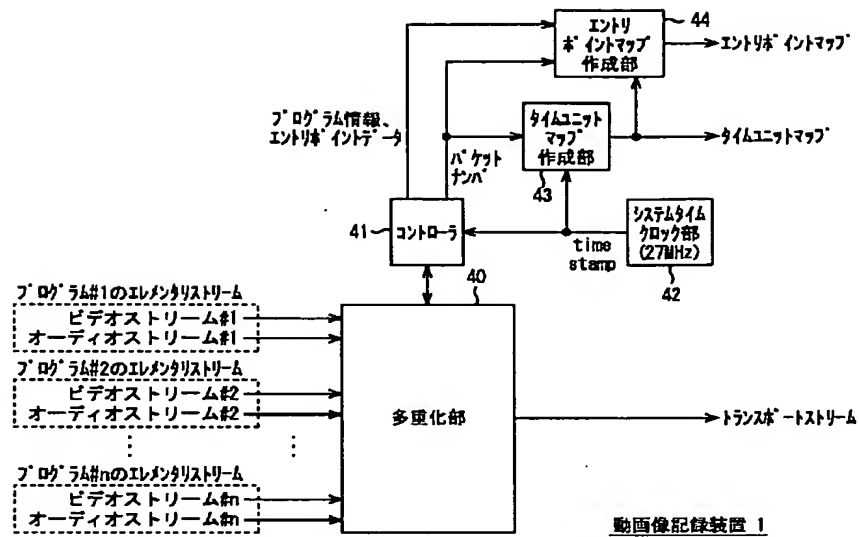 エントリ
ポイントマップ
作成部
44
エントリポイントマップ
プログラム情報、
エントリポイントデータ
パケット
ナンバ
タイムユニット
マップ
作成部
43
タイムユニットマップ
41
コントローラ
time
stamp
システムタイム
クロック部
(27MHz)
42
40
プログラム#1のエレメンタリストリーム
ビデオストリーム#1
オーディオストリーム#1
プログラム#2のエレメンタリストリーム
ビデオストリーム#2
オーディオストリーム#2
多重化部
トランスポートストリーム
プログラム#nのエレメンタリストリーム
ビデオストリーム#n
オーディオストリーム#n
動画像記録装置 1